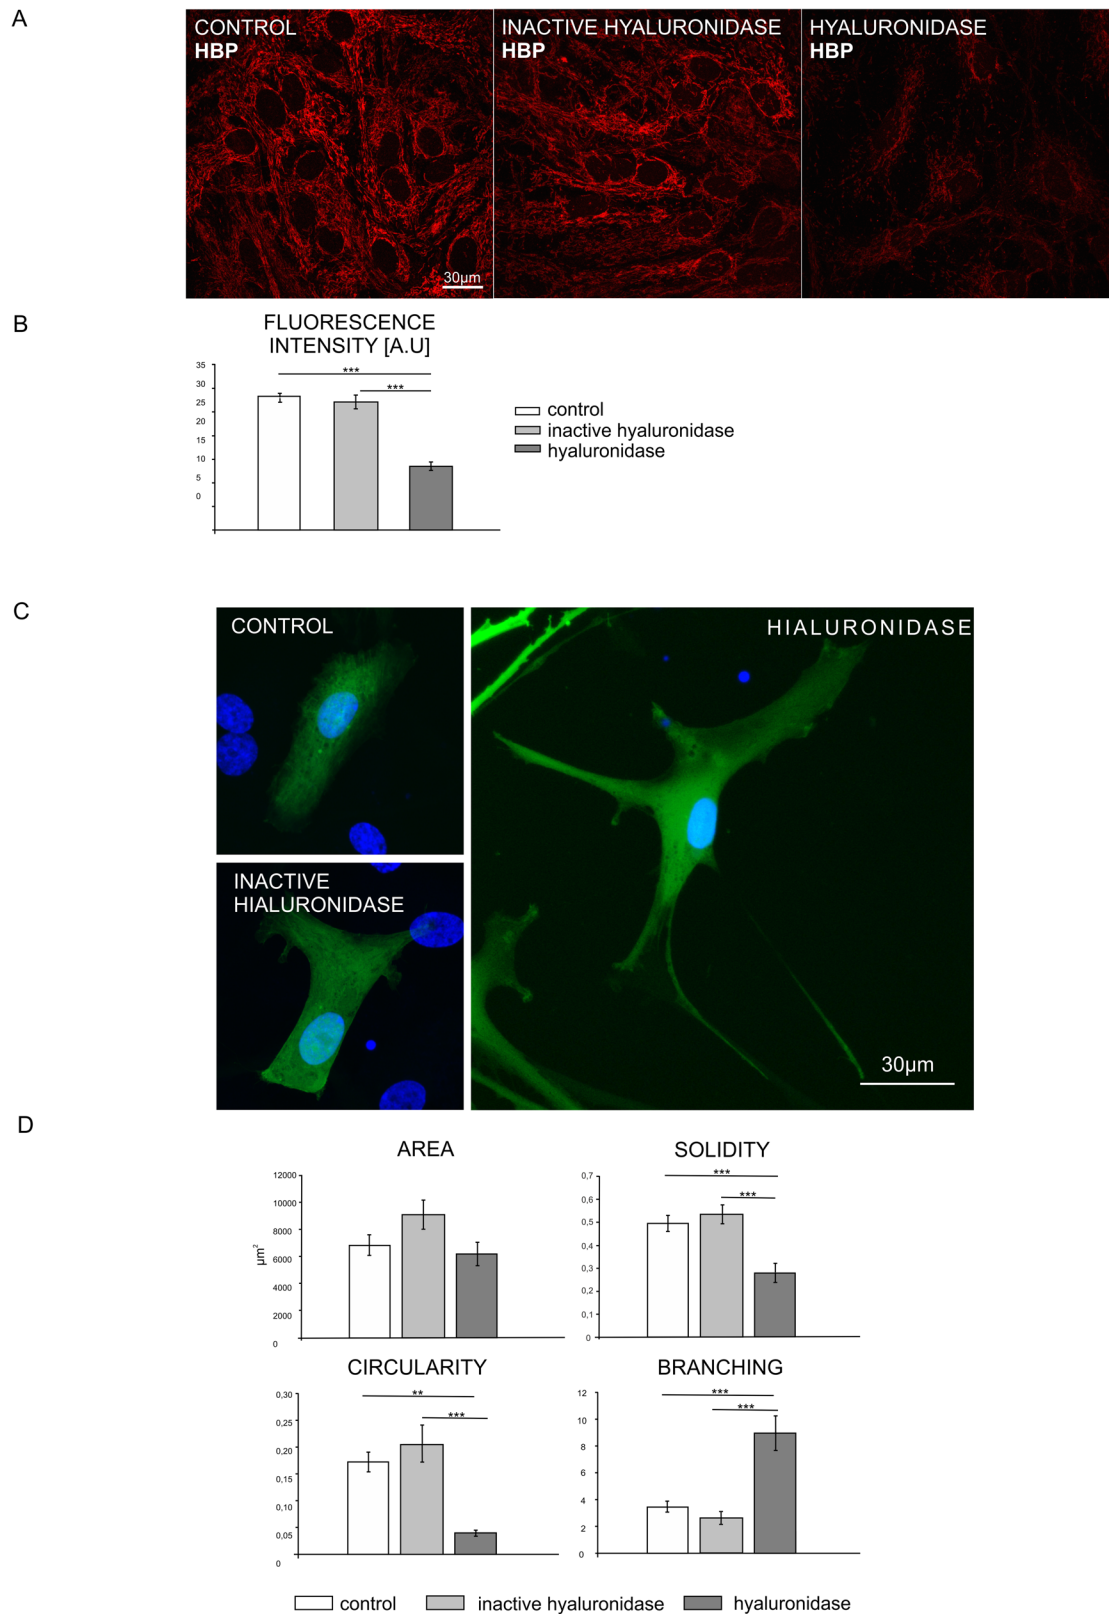 A
CONTROL
HBP
INACTIVE HYALURONIDASE
HBP
HYALURONIDASE
HBP
30µm
B
FLUORESCENCE
INTENSITY [A.U]
35
30
25
20
15
10
5
0
***
***
control
inactive hyaluronidase
hyaluronidase
C
CONTROL
INACTIVE
HIALURONIDASE
HIALURONIDASE
30µm
D
AREA
12000
10000
8000
6000
4000
2000
0
µm²
SOLIDITY
0,7
0,6
0,5
0,4
0,3
0,2
0,1
0
***
***
CIRCULARITY
0,30
0,25
0,20
0,15
0,10
0,05
0
**
***
BRANCHING
12
10
8
6
4
2
0
***
***
control
inactive hyaluronidase
hyaluronidase